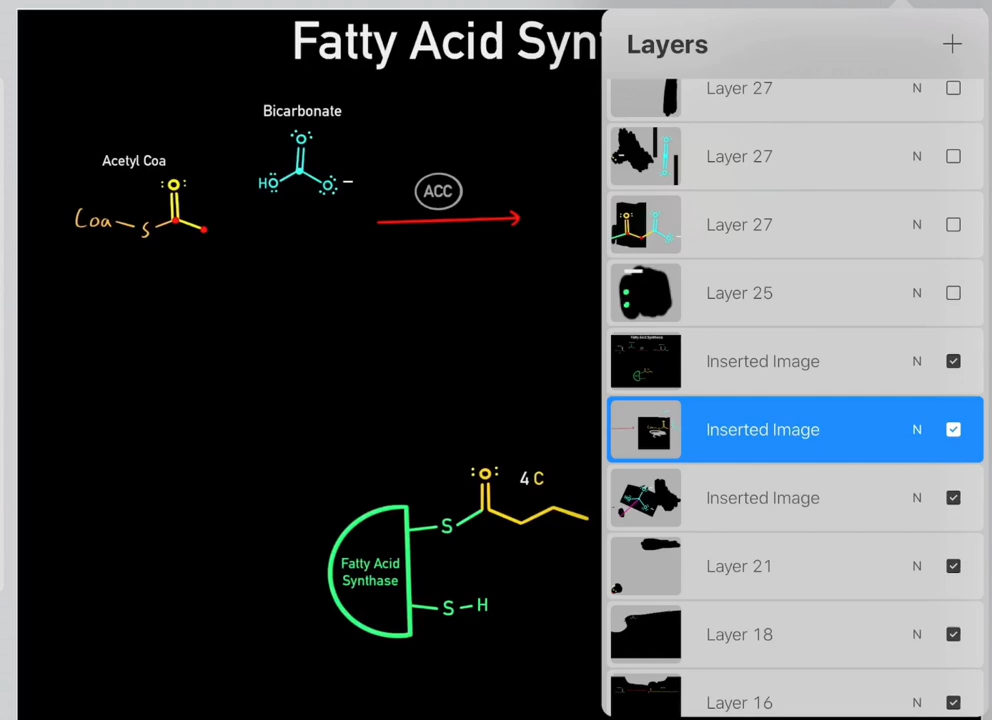 Fatty Acid Syn
Bicarbonate
:O:
HO
O
−
Acetyl Coa
:O:
Coa S
ACC
:O:
4 C
S
Fatty Acid
Synthase
S−H
Layers +
Layer 27 N
Layer 27 N
Layer 27 N
Layer 25 N
Inserted Image N
Inserted Image N
Inserted Image N
Layer 21 N
Layer 18 N
Layer 16 N